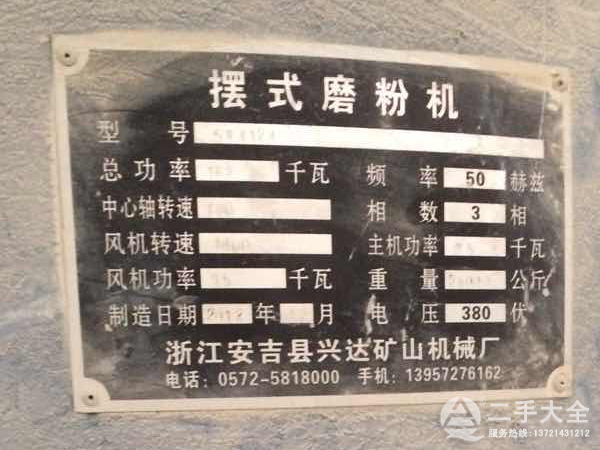 摆式磨粉机
型号
总功率 千瓦 频率 50 赫兹
中心轴转速 相数 3 相
风机转速 主机功率 千瓦
风机功率 千瓦 重量 公斤
制造日期 年 月 电压 380 伏
浙江安吉县兴达矿山机械厂
电话：0572-5818000 手机：13957276162
二手大全
服务热线:13721431212